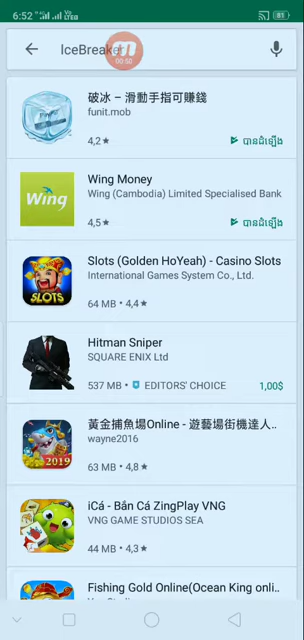 6:52 81
IceBreaker
00:50
破冰 – 滑動手指可賺錢
funit.mob
4,2★ បានដំឡើង
Wing
Wing Money
Wing (Cambodia) Limited Specialised Bank
4,5★ បានដំឡើង
SLOTS
Slots (Golden HoYeah) - Casino Slots
International Games System Co., Ltd.
64 MB • 4,4★
Hitman Sniper
SQUARE ENIX Ltd
537 MB • EDITORS' CHOICE 1,00$
2019
黃金捕魚場Online - 遊藝場街機達人..
wayne2016
63 MB • 4,8★
iCá - Bắn Cá ZingPlay VNG
VNG GAME STUDIOS SEA
44 MB • 4,3★
Fishing Gold Online(Ocean King onli...